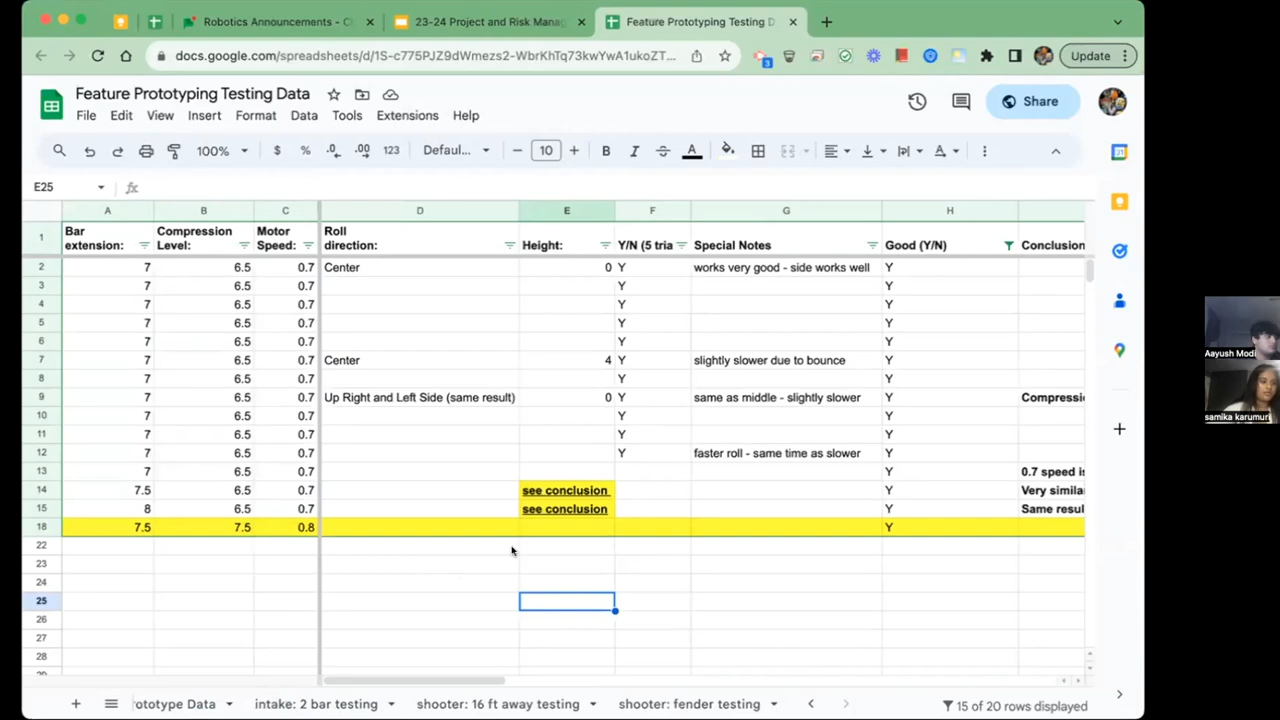 Robotics Announcements - Cl
23-24 Project and Risk Manag
Feature Prototyping Testing D
docs.google.com/spreadsheets/d/1S-c775PJZ9dWmezs2-WbrKhTq73kwYwA1ukoZT...
3
Update
Feature Prototyping Testing Data
File Edit View Insert Format Data Tools Extensions Help
Share
100% $ % .0 .00 123 Defaul... 10 B I A
E25
A B C D E F G H
1 Bar extension: Compression Level: Motor Speed: Roll direction: Height: Y/N (5 tria Special Notes Good (Y/N) Conclusion
2 7 6.5 0.7 Center 0 Y works very good - side works well Y
3 7 6.5 0.7 Y Y
4 7 6.5 0.7 Y Y
5 7 6.5 0.7 Y Y
6 7 6.5 0.7 Y Y
7 7 6.5 0.7 Center 4 Y slightly slower due to bounce Y
8 7 6.5 0.7 Y Y
9 7 6.5 0.7 Up Right and Left Side (same result) 0 Y same as middle - slightly slower Y Compressi
10 7 6.5 0.7 Y Y
11 7 6.5 0.7 Y Y
12 7 6.5 0.7 Y faster roll - same time as slower Y
13 7 6.5 0.7 Y 0.7 speed is
14 7.5 6.5 0.7 see conclusion Y Very simila
15 8 6.5 0.7 see conclusion Y Same resul
18 7.5 7.5 0.8 Y
22
23
24
25
26
27
28
ototype Data intake: 2 bar testing shooter: 16 ft away testing shooter: fender testing 15 of 20 rows displayed
Aayush Modi
samika karumuri